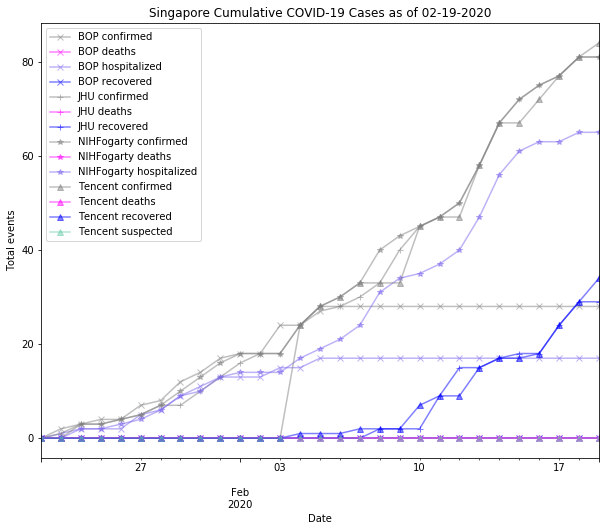 Singapore Cumulative COVID-19 Cases as of 02-19-2020
BOP confirmed
BOP deaths
BOP hospitalized
BOP recovered
JHU confirmed
JHU deaths
JHU recovered
NIHFogarty confirmed
NIHFogarty deaths
NIHFogarty hospitalized
Tencent confirmed
Tencent deaths
Tencent recovered
Tencent suspected
Total events
80
60
40
20
0
27
03
10
17
Feb
2020
Date